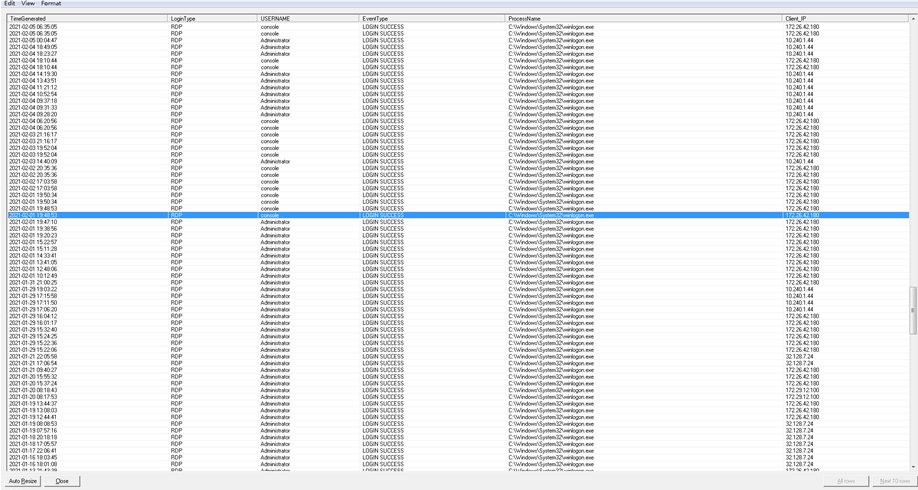 Edit View Format
TimeGenerated LoginType USERNAME EventType ProcessName Client_IP
2021-02-05 06:35:05 RDP console LOGIN SUCCESS C:\Windows\System32\winlogon.exe 172.26.42.180
2021-02-05 06:35:05 RDP console LOGIN SUCCESS C:\Windows\System32\winlogon.exe 172.26.42.180
2021-02-05 00:04:47 RDP Administrator LOGIN SUCCESS C:\Windows\System32\winlogon.exe 10.240.1.44
2021-02-04 18:49:05 RDP Administrator LOGIN SUCCESS C:\Windows\System32\winlogon.exe 10.240.1.44
2021-02-04 18:23:27 RDP Administrator LOGIN SUCCESS C:\Windows\System32\winlogon.exe 10.240.1.44
2021-02-04 18:10:44 RDP console LOGIN SUCCESS C:\Windows\System32\winlogon.exe 172.26.42.180
2021-02-04 18:10:44 RDP console LOGIN SUCCESS C:\Windows\System32\winlogon.exe 172.26.42.180
2021-02-04 14:19:30 RDP Administrator LOGIN SUCCESS C:\Windows\System32\winlogon.exe 10.240.1.44
2021-02-04 13:43:51 RDP Administrator LOGIN SUCCESS C:\Windows\System32\winlogon.exe 10.240.1.44
2021-02-04 11:21:12 RDP Administrator LOGIN SUCCESS C:\Windows\System32\winlogon.exe 10.240.1.44
2021-02-04 10:52:54 RDP Administrator LOGIN SUCCESS C:\Windows\System32\winlogon.exe 10.240.1.44
2021-02-04 09:37:18 RDP Administrator LOGIN SUCCESS C:\Windows\System32\winlogon.exe 10.240.1.44
2021-02-04 09:31:33 RDP Administrator LOGIN SUCCESS C:\Windows\System32\winlogon.exe 10.240.1.44
2021-02-04 09:28:20 RDP Administrator LOGIN SUCCESS C:\Windows\System32\winlogon.exe 10.240.1.44
2021-02-04 06:20:56 RDP console LOGIN SUCCESS C:\Windows\System32\winlogon.exe 172.26.42.180
2021-02-04 06:20:56 RDP console LOGIN SUCCESS C:\Windows\System32\winlogon.exe 172.26.42.180
2021-02-03 21:16:17 RDP console LOGIN SUCCESS C:\Windows\System32\winlogon.exe 172.26.42.180
2021-02-03 21:16:17 RDP console LOGIN SUCCESS C:\Windows\System32\winlogon.exe 172.26.42.180
2021-02-03 19:52:04 RDP console LOGIN SUCCESS C:\Windows\System32\winlogon.exe 172.26.42.180
2021-02-03 19:52:04 RDP console LOGIN SUCCESS C:\Windows\System32\winlogon.exe 172.26.42.180
2021-02-03 14:40:09 RDP Administrator LOGIN SUCCESS C:\Windows\System32\winlogon.exe 10.240.1.44
2021-02-02 20:35:36 RDP console LOGIN SUCCESS C:\Windows\System32\winlogon.exe 172.26.42.180
2021-02-02 20:35:36 RDP console LOGIN SUCCESS C:\Windows\System32\winlogon.exe 172.26.42.180
2021-02-02 17:03:58 RDP console LOGIN SUCCESS C:\Windows\System32\winlogon.exe 172.26.42.180
2021-02-02 17:03:58 RDP console LOGIN SUCCESS C:\Windows\System32\winlogon.exe 172.26.42.180
2021-02-01 19:50:34 RDP console LOGIN SUCCESS C:\Windows\System32\winlogon.exe 172.26.42.180
2021-02-01 19:50:34 RDP console LOGIN SUCCESS C:\Windows\System32\winlogon.exe 172.26.42.180
2021-02-01 19:48:53 RDP console LOGIN SUCCESS C:\Windows\System32\winlogon.exe 172.26.42.180
2021-02-01 19:48:53 RDP console LOGIN SUCCESS C:\Windows\System32\winlogon.exe 172.26.42.180
2021-02-01 19:47:10 RDP Administrator LOGIN SUCCESS C:\Windows\System32\winlogon.exe 172.26.42.180
2021-02-01 19:38:56 RDP Administrator LOGIN SUCCESS C:\Windows\System32\winlogon.exe 172.26.42.180
2021-02-01 19:20:23 RDP Administrator LOGIN SUCCESS C:\Windows\System32\winlogon.exe 172.26.42.180
2021-02-01 15:22:57 RDP Administrator LOGIN SUCCESS C:\Windows\System32\winlogon.exe 172.26.42.180
2021-02-01 15:11:28 RDP Administrator LOGIN SUCCESS C:\Windows\System32\winlogon.exe 172.26.42.180
2021-02-01 14:33:41 RDP Administrator LOGIN SUCCESS C:\Windows\System32\winlogon.exe 172.26.42.180
2021-02-01 13:41:05 RDP Administrator LOGIN SUCCESS C:\Windows\System32\winlogon.exe 172.26.42.180
2021-02-01 12:48:06 RDP Administrator LOGIN SUCCESS C:\Windows\System32\winlogon.exe 172.26.42.180
2021-02-01 10:12:49 RDP Administrator LOGIN SUCCESS C:\Windows\System32\winlogon.exe 172.26.42.180
2021-01-31 21:00:25 RDP Administrator LOGIN SUCCESS C:\Windows\System32\winlogon.exe 172.26.42.180
2021-01-29 19:03:22 RDP Administrator LOGIN SUCCESS C:\Windows\System32\winlogon.exe 10.240.1.44
2021-01-29 17:15:58 RDP Administrator LOGIN SUCCESS C:\Windows\System32\winlogon.exe 10.240.1.44
2021-01-29 17:11:50 RDP Administrator LOGIN SUCCESS C:\Windows\System32\winlogon.exe 10.240.1.44
2021-01-29 17:06:20 RDP Administrator LOGIN SUCCESS C:\Windows\System32\winlogon.exe 10.240.1.44
2021-01-29 16:04:12 RDP Administrator LOGIN SUCCESS C:\Windows\System32\winlogon.exe 172.26.42.180
2021-01-29 16:01:17 RDP Administrator LOGIN SUCCESS C:\Windows\System32\winlogon.exe 172.26.42.180
2021-01-29 15:32:40 RDP Administrator LOGIN SUCCESS C:\Windows\System32\winlogon.exe 172.26.42.180
2021-01-29 15:24:25 RDP Administrator LOGIN SUCCESS C:\Windows\System32\winlogon.exe 172.26.42.180
2021-01-29 15:22:36 RDP Administrator LOGIN SUCCESS C:\Windows\System32\winlogon.exe 172.26.42.180
2021-01-29 15:22:06 RDP Administrator LOGIN SUCCESS C:\Windows\System32\winlogon.exe 172.26.42.180
2021-01-21 22:05:58 RDP Administrator LOGIN SUCCESS C:\Windows\System32\winlogon.exe 32.128.7.24
2021-01-21 17:06:54 RDP Administrator LOGIN SUCCESS C:\Windows\System32\winlogon.exe 32.128.7.24
2021-01-21 09:40:27 RDP Administrator LOGIN SUCCESS C:\Windows\System32\winlogon.exe 172.26.42.180
2021-01-20 15:55:32 RDP Administrator LOGIN SUCCESS C:\Windows\System32\winlogon.exe 172.26.42.180
2021-01-20 15:37:24 RDP Administrator LOGIN SUCCESS C:\Windows\System32\winlogon.exe 172.26.42.180
2021-01-20 08:18:43 RDP Administrator LOGIN SUCCESS C:\Windows\System32\winlogon.exe 172.29.12.100
2021-01-20 08:17:53 RDP Administrator LOGIN SUCCESS C:\Windows\System32\winlogon.exe 172.29.12.100
2021-01-19 13:44:37 RDP Administrator LOGIN SUCCESS C:\Windows\System32\winlogon.exe 172.26.42.180
2021-01-19 13:08:03 RDP Administrator LOGIN SUCCESS C:\Windows\System32\winlogon.exe 172.26.42.180
2021-01-19 12:44:41 RDP Administrator LOGIN SUCCESS C:\Windows\System32\winlogon.exe 172.26.42.180
2021-01-19 08:08:53 RDP Administrator LOGIN SUCCESS C:\Windows\System32\winlogon.exe 32.128.7.24
2021-01-19 07:57:16 RDP Administrator LOGIN SUCCESS C:\Windows\System32\winlogon.exe 32.128.7.24
2021-01-18 20:18:18 RDP Administrator LOGIN SUCCESS C:\Windows\System32\winlogon.exe 32.128.7.24
2021-01-18 17:05:57 RDP Administrator LOGIN SUCCESS C:\Windows\System32\winlogon.exe 32.128.7.24
2021-01-17 22:06:41 RDP Administrator LOGIN SUCCESS C:\Windows\System32\winlogon.exe 32.128.7.24
2021-01-16 18:03:45 RDP Administrator LOGIN SUCCESS C:\Windows\System32\winlogon.exe 32.128.7.24
2021-01-16 18:01:08 RDP Administrator LOGIN SUCCESS C:\Windows\System32\winlogon.exe 32.128.7.24
Auto Resize Close All rows Next 10 rows